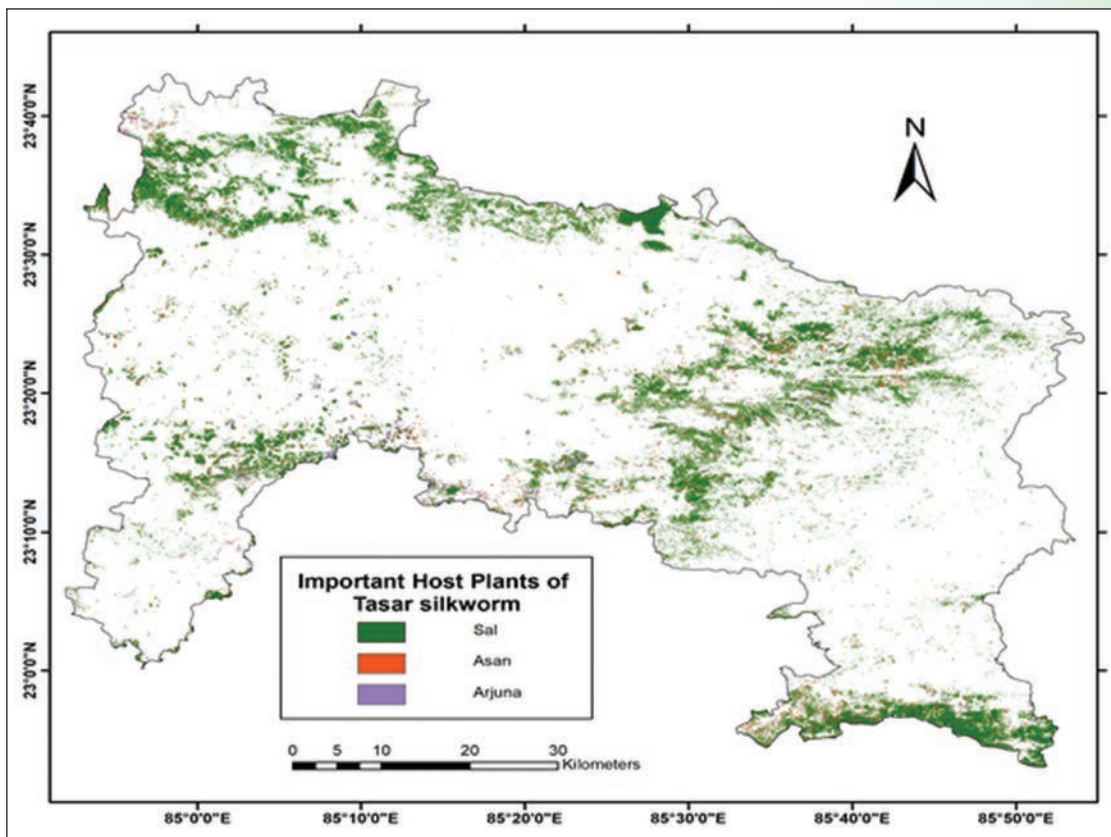 N
23°40'0"N
23°30'0"N
23°20'0"N
23°10'0"N
23°0'0"N
Important Host Plants of
Tasar silkworm
Sal
Asan
Arjuna
0 5 10 20 30
Kilometers
85°0'0"E 85°10'0"E 85°20'0"E 85°30'0"E 85°40'0"E 85°50'0"E